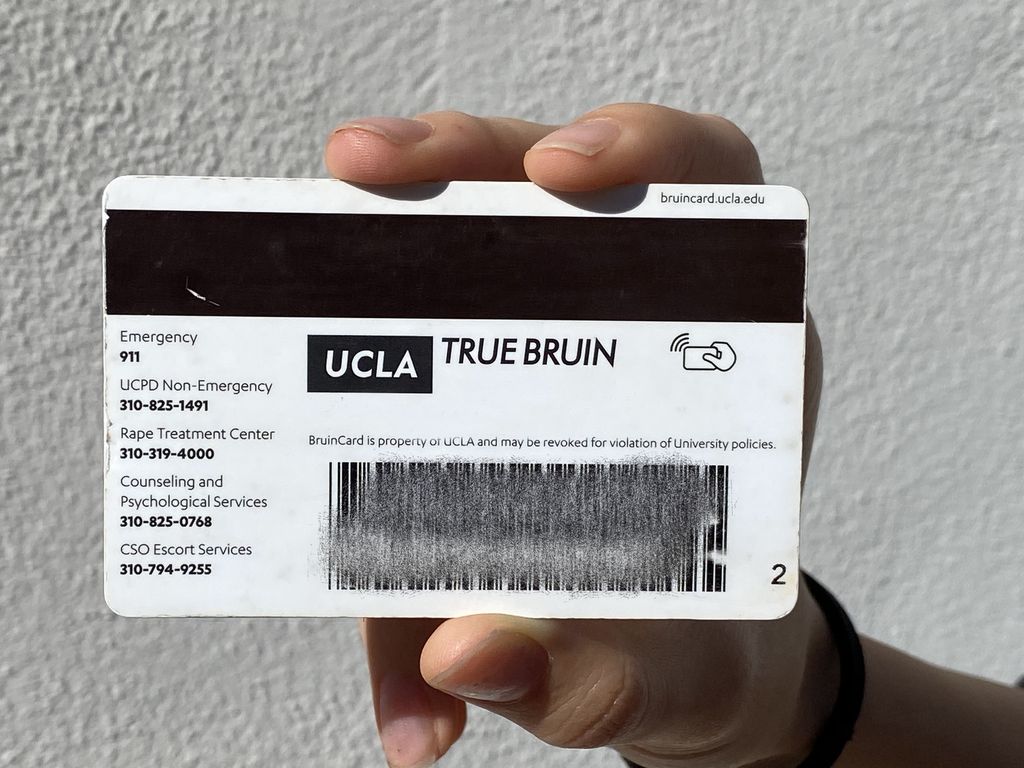 bruincard.ucla.edu
Emergency
911
UCPD Non-Emergency
310-825-1491
Rape Treatment Center
310-319-4000
Counseling and
Psychological Services
310-825-0768
CSO Escort Services
310-794-9255
UCLA TRUE BRUIN
BruinCard is property of UCLA and may be revoked for violation of University policies.
2